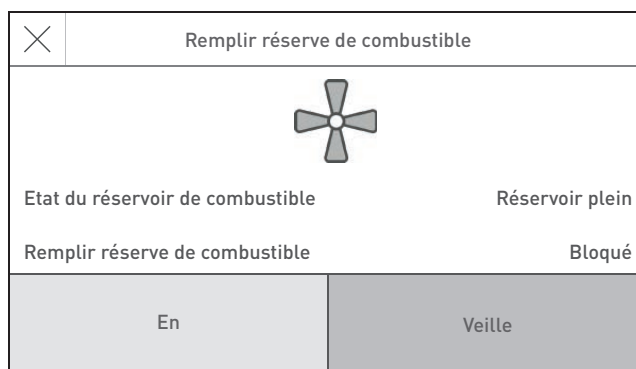 Remplir réserve de combustible
Etat du réservoir de combustible Réservoir plein
Remplir réserve de combustible Bloqué
En Veille